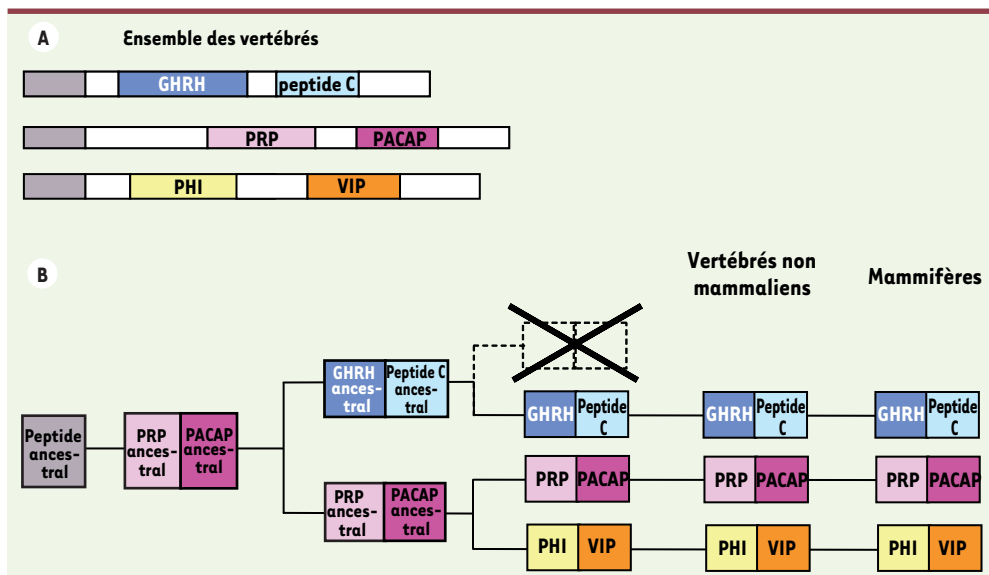 A
Ensemble des vertébrés
GHRH
peptide C
PRP
PACAP
PHI
VIP
B
Vertébrés non
mammaliens
Mammifères
Peptide
ances-
tral
PRP
ances-
tral
PACAP
ances-
tral
GHRH
ances-
tral
Peptide C
ances-
tral
PRP
ances-
tral
PACAP
ances-
tral
GHRH
Peptide
C
GHRH
Peptide
C
GHRH
Peptide
C
PRP
PACAP
PRP
PACAP
PRP
PACAP
PHI
VIP
PHI
VIP
PHI
VIP